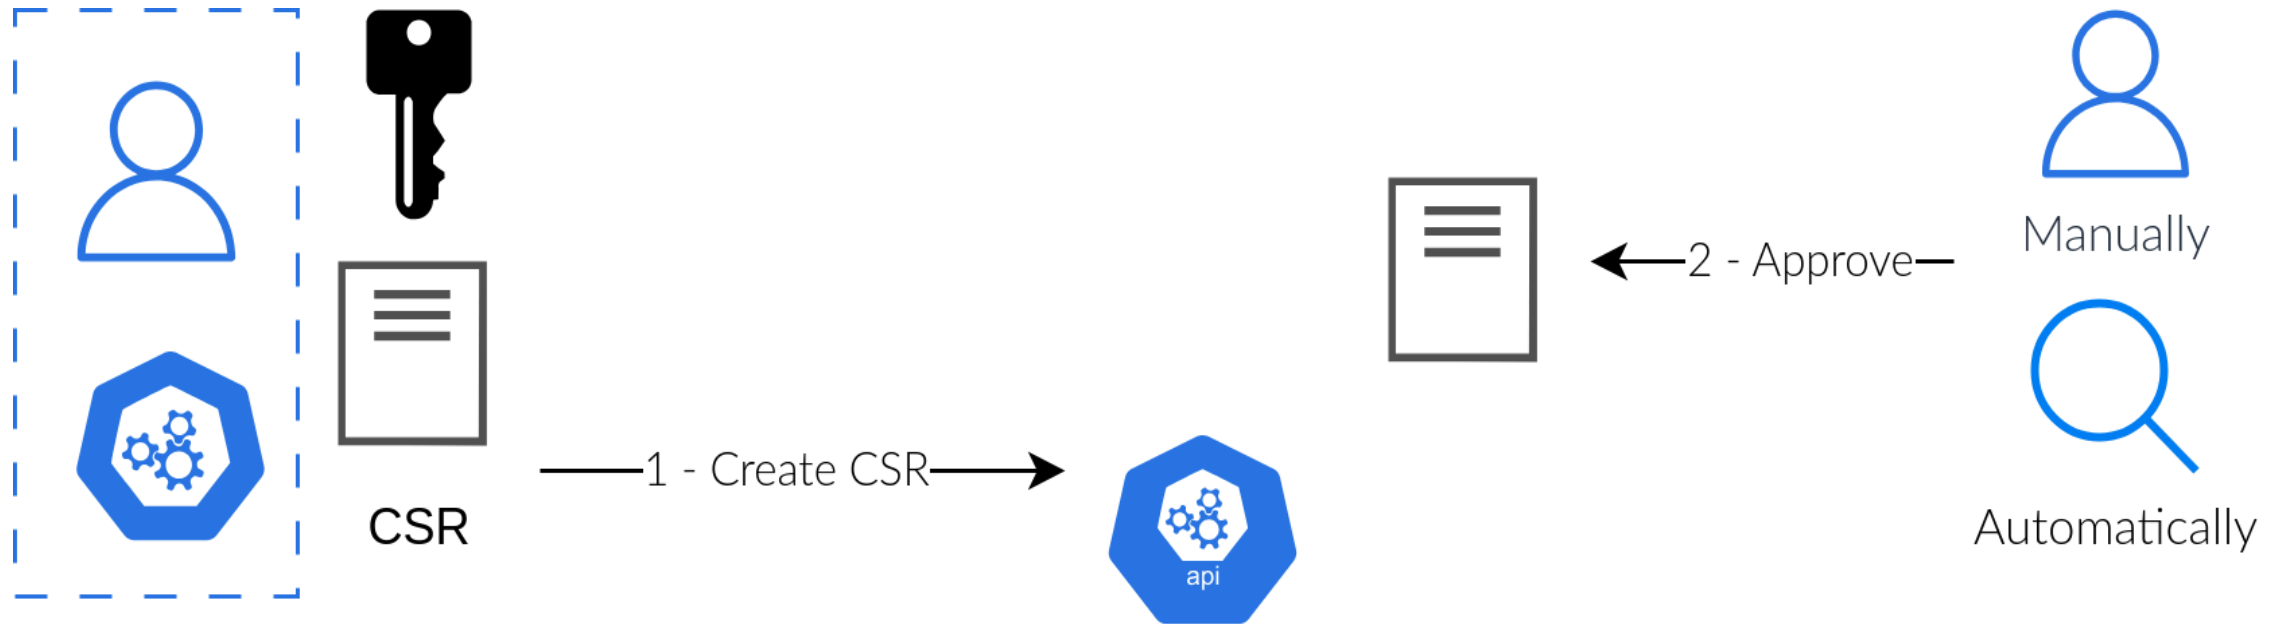 CSR
1 - Create CSR
api
2 - Approve
Manually
Automatically